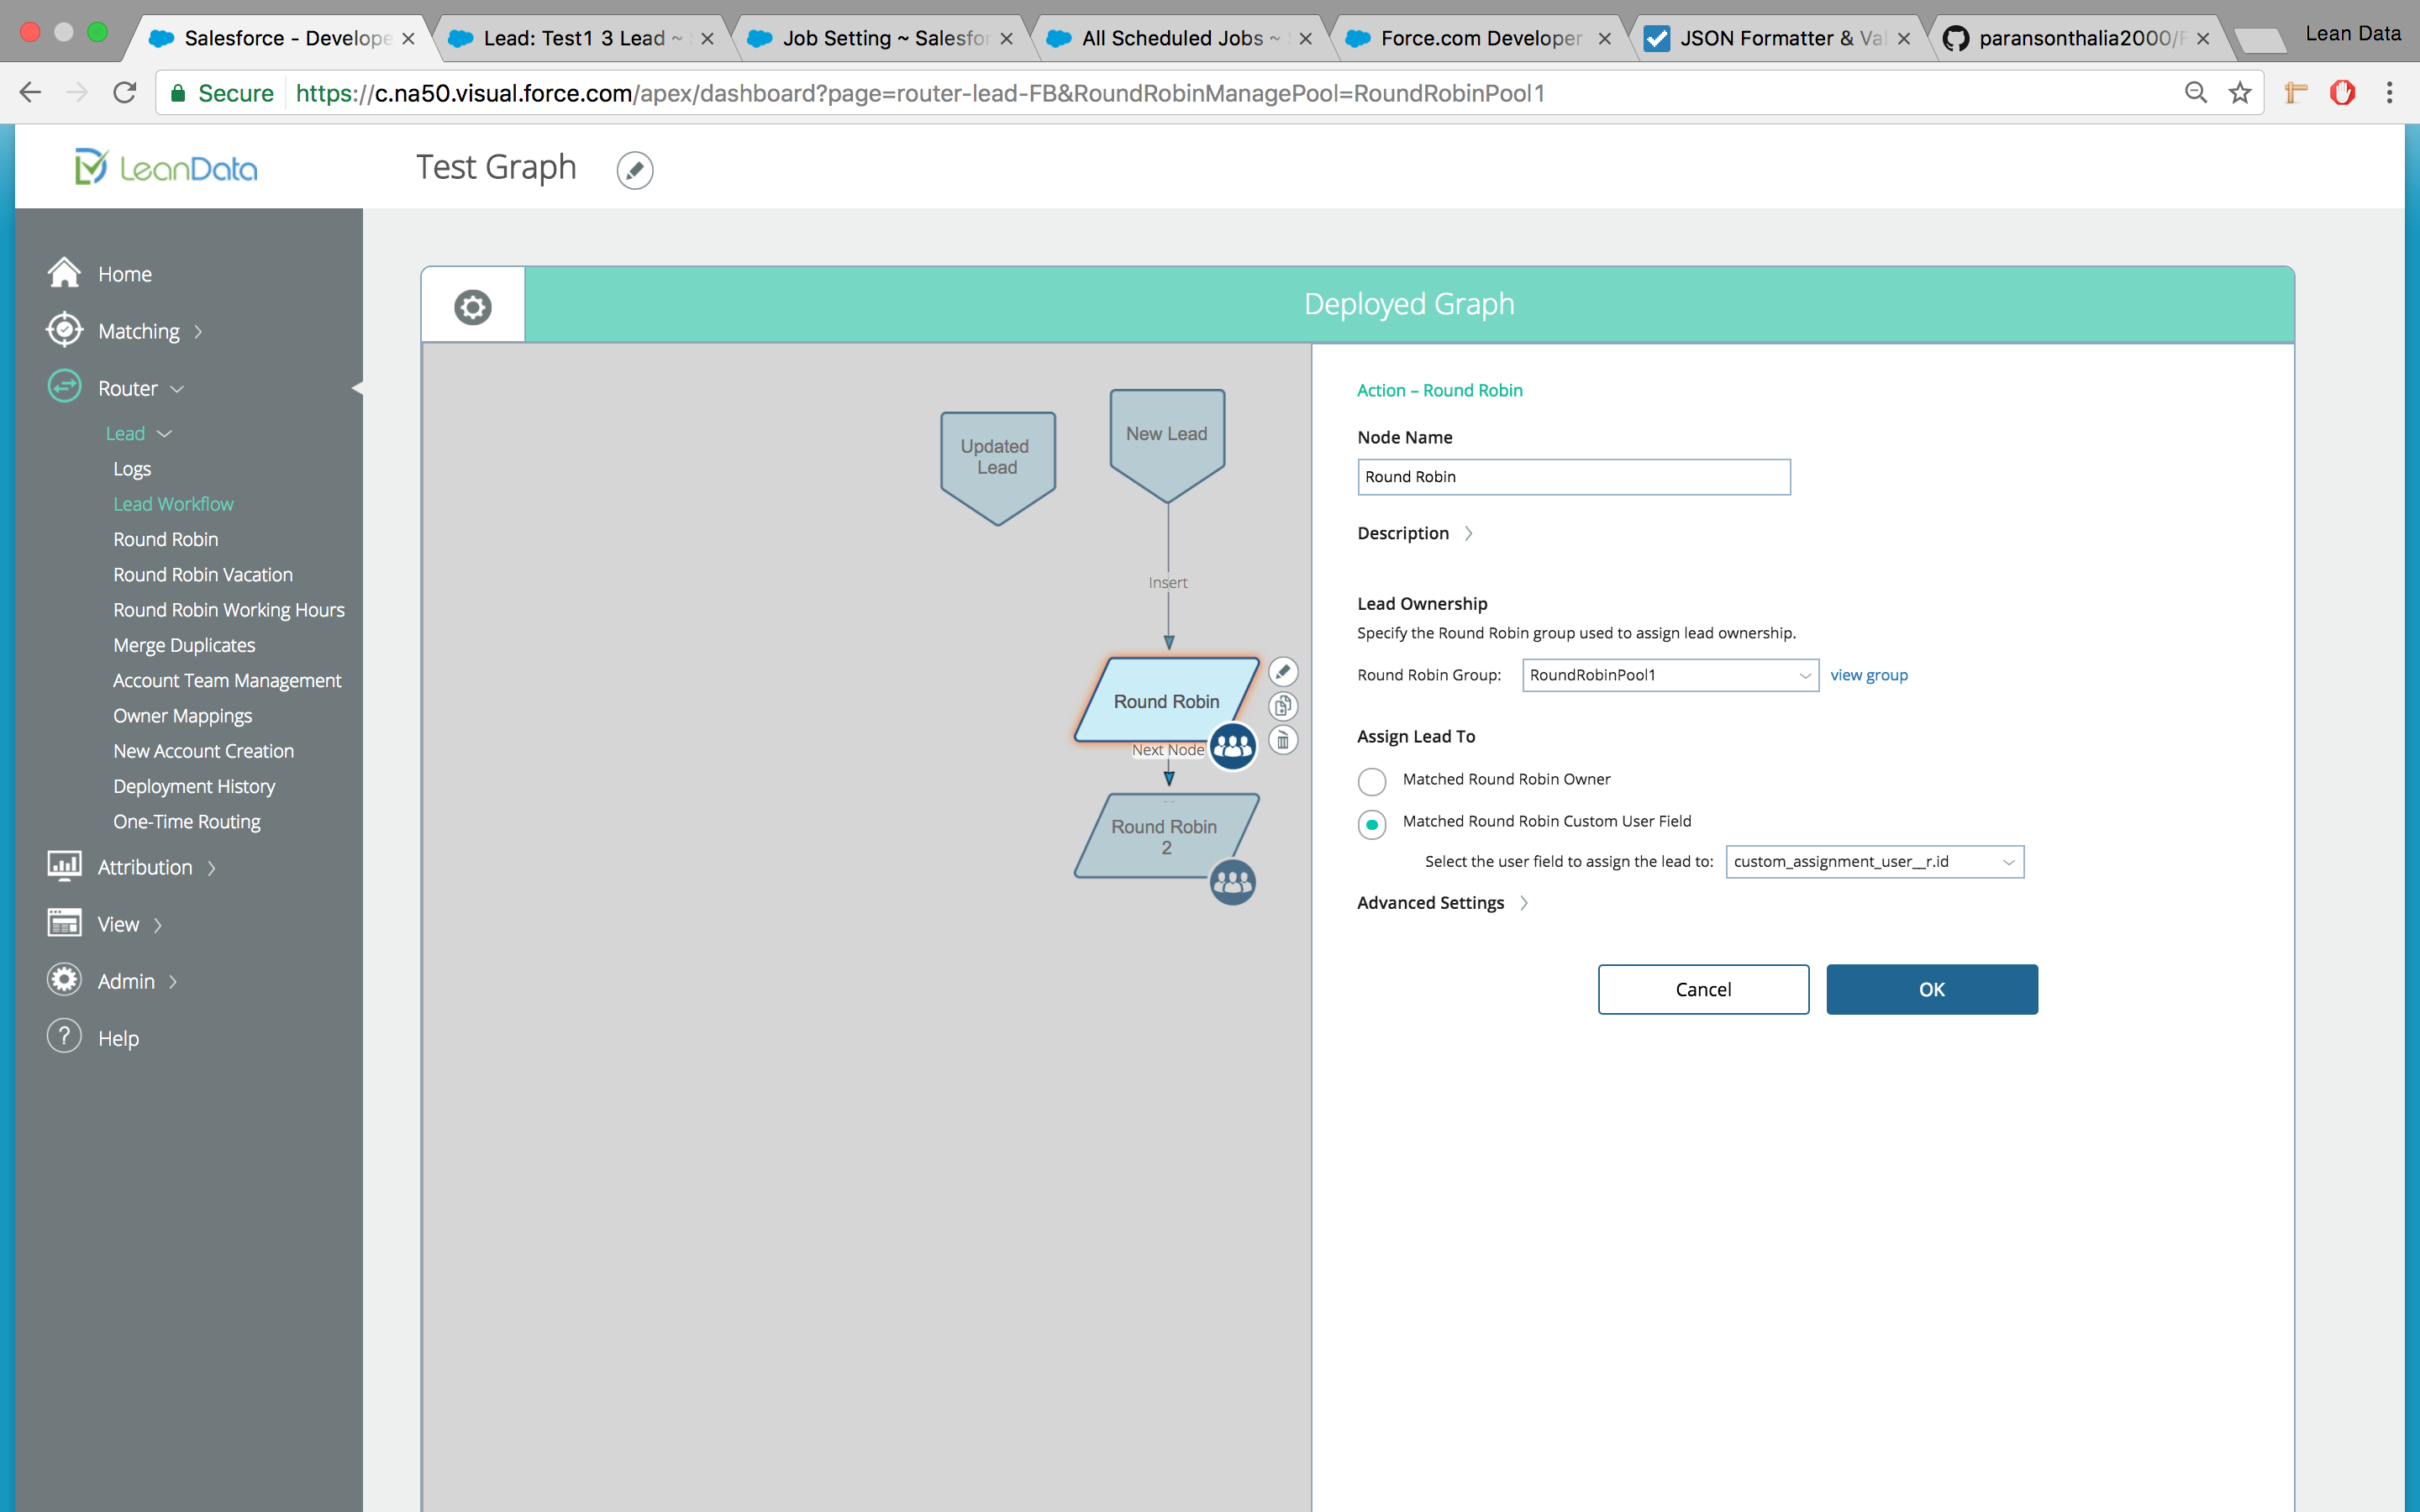 Salesforce - Develope
Lead: Test1 3 Lead ~
Job Setting ~ Salesfor
All Scheduled Jobs ~
Force.com Developer
JSON Formatter & Val
paransonthalia2000/F
Lean Data
Secure
https://c.na50.visual.force.com/apex/dashboard?page=router-lead-FB&RoundRobinManagePool=RoundRobinPool1
LeanData
Test Graph
Home
Matching
Router
Lead
Logs
Lead Workflow
Round Robin
Round Robin Vacation
Round Robin Working Hours
Merge Duplicates
Account Team Management
Owner Mappings
New Account Creation
Deployment History
One-Time Routing
Attribution
View
Admin
? Help
Deployed Graph
Updated
Lead
New Lead
Insert
Round Robin
Next Node
--
Round Robin
2
Action – Round Robin
Node Name
Round Robin
Description
Lead Ownership
Specify the Round Robin group used to assign lead ownership.
Round Robin Group: RoundRobinPool1 view group
Assign Lead To
Matched Round Robin Owner
Matched Round Robin Custom User Field
Select the user field to assign the lead to: custom_assignment_user__r.id
Advanced Settings
Cancel
OK